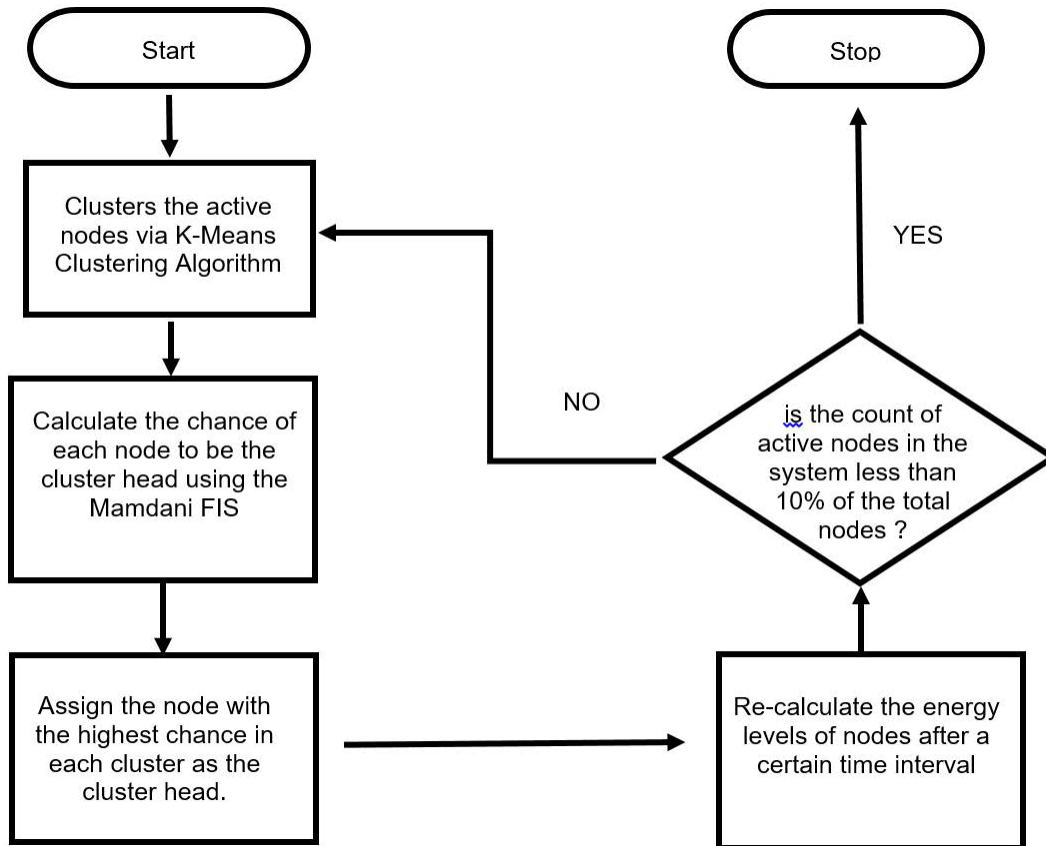 Start
Clusters the active
nodes via K-Means
Clustering Algorithm
Calculate the chance of
each node to be the
cluster head using the
Mamdani FIS
Assign the node with
the highest chance in
each cluster as the
cluster head.
Re-calculate the energy
levels of nodes after a
certain time interval
is the count of
active nodes in the
system less than
10% of the total
nodes ?
NO
YES
Stop